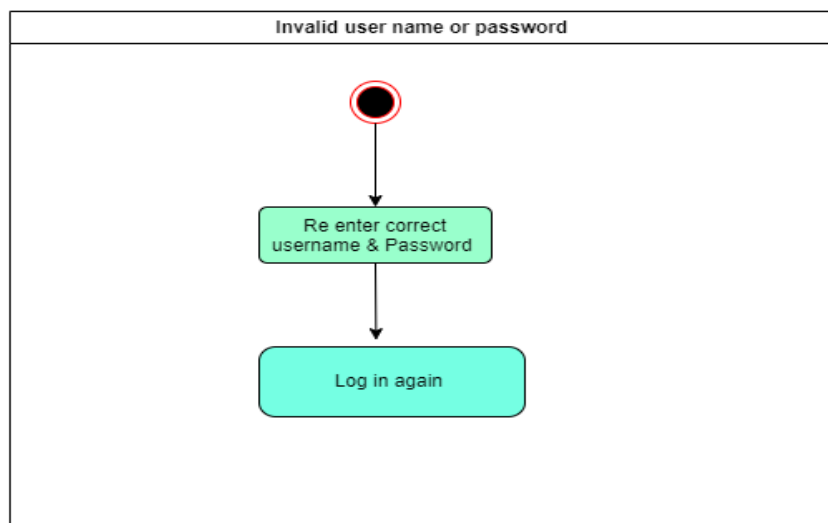 Invalid user name or password
Re enter correct
username & Password
Log in again